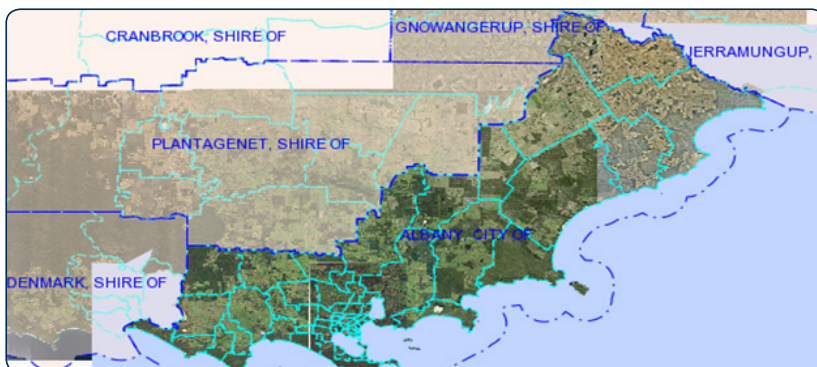 CRANBROOK, SHIRE OF
GNOWANGERUP, SHIRE OF
JERRAMUNGUP,
PLANTAGENET, SHIRE OF
ALBANY, CITY OF
DENMARK, SHIRE OF